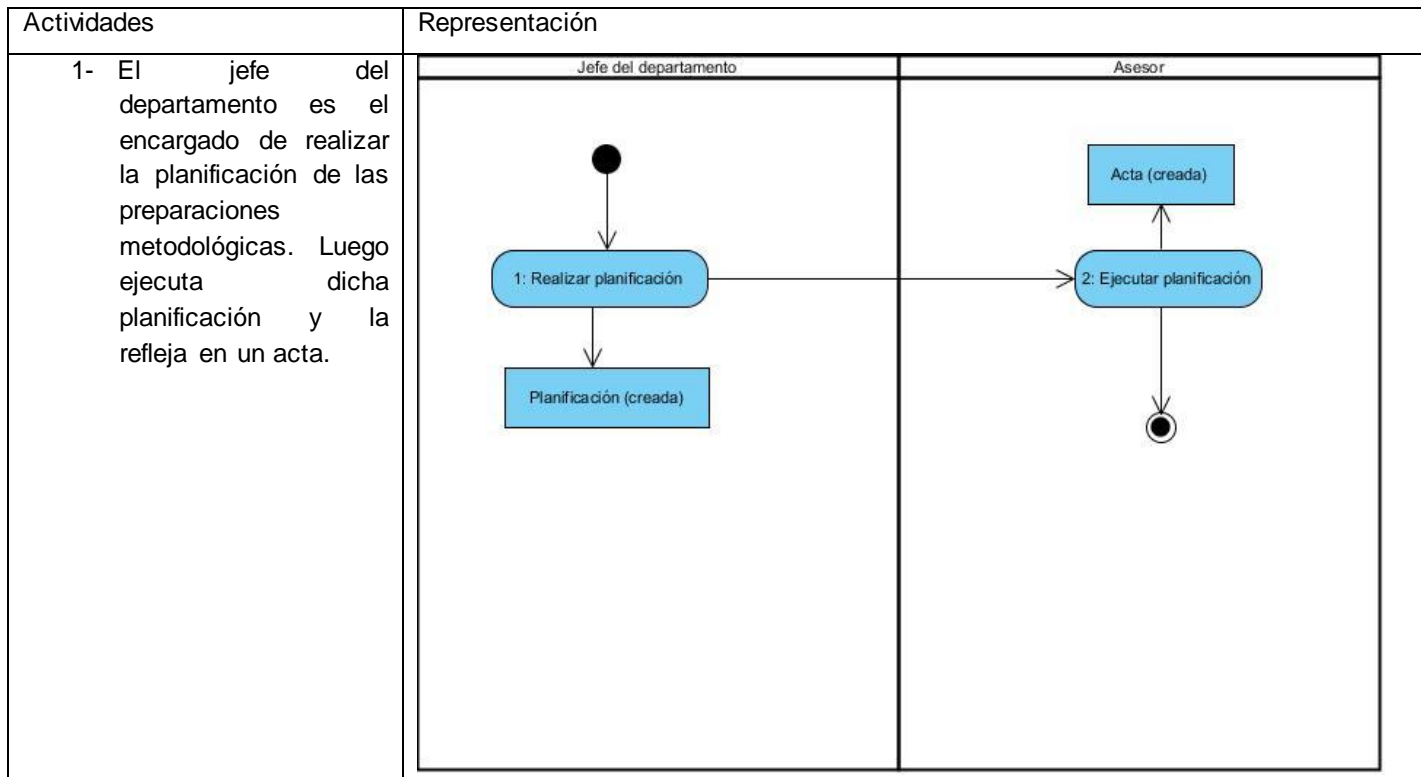 Actividades
Representación
1- El jefe del
departamento es el
encargado de realizar
la planificación de las
preparaciones
metodológicas. Luego
ejecuta dicha
planificación y la
refleja en un acta.
Jefe del departamento
Asesor
Acta (creada)
1: Realizar planificación
2: Ejecutar planificación
Planificación (creada)